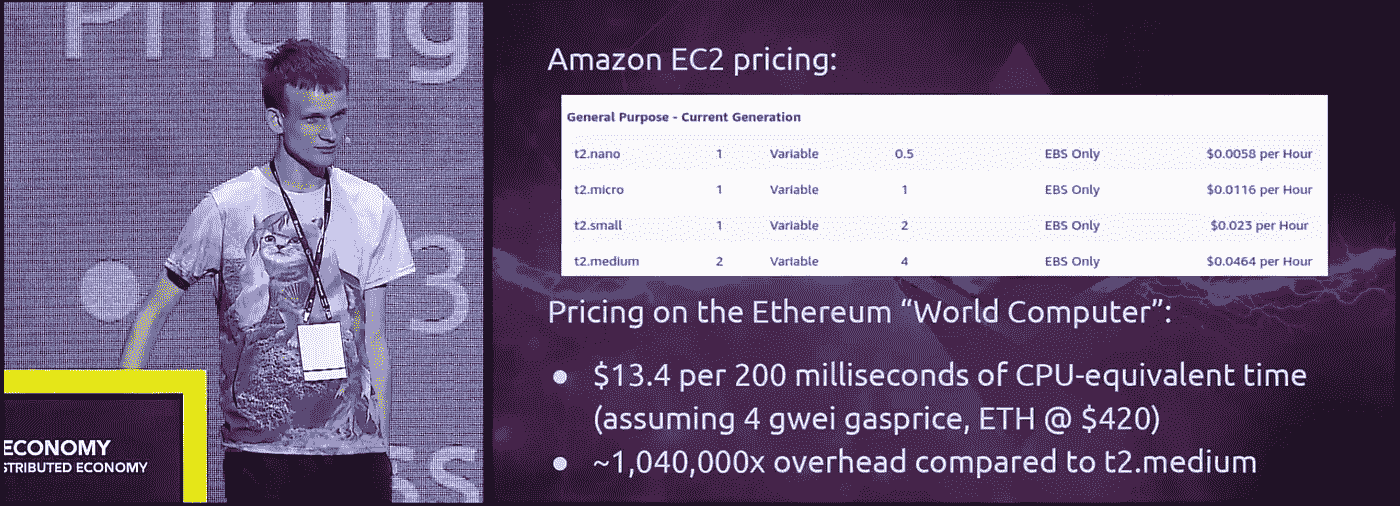 Pricing
3
ss
ECONOMY
STRIBUTED ECONOMY
Amazon EC2 pricing:
General Purpose - Current Generation
t2.nano 1 Variable 0.5 EBS Only $0.0058 per Hour
t2.micro 1 Variable 1 EBS Only $0.0116 per Hour
t2.small 1 Variable 2 EBS Only $0.023 per Hour
t2.medium 2 Variable 4 EBS Only $0.0464 per Hour
Pricing on the Ethereum “World Computer”:
● $13.4 per 200 milliseconds of CPU-equivalent time
(assuming 4 gwei gasprice, ETH @ $420)
● ~1,040,000x overhead compared to t2.medium